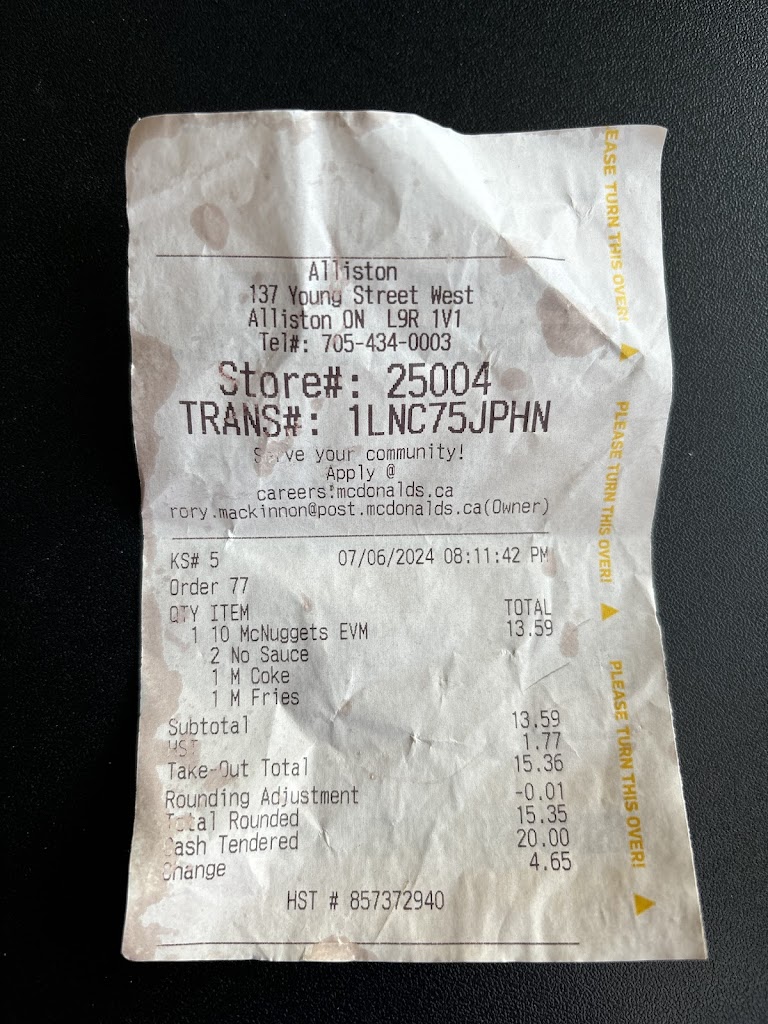 Alliston
137 Young Street West
Alliston ON L9R 1V1
Tel#: 705-434-0003
Store#: 25004
TRANS#: 1LNC75JPHN
Serve your community!
Apply @
careers.mcdonalds.ca
rory.mackinnon@post.mcdonalds.ca(Owner)
KS# 5 07/06/2024 08:11:42 PM
Order 77
QTY ITEM TOTAL
1 10 McNuggets EVM 13.59
2 No Sauce
1 M Coke
1 M Fries
Subtotal 13.59
HST 1.77
Take-Out Total 15.36
Rounding Adjustment -0.01
Total Rounded 15.35
Cash Tendered 20.00
Change 4.65
HST # 857372940
EASE TURN THIS OVER!
PLEASE TURN THIS OVER!
PLEASE TURN THIS OVER!